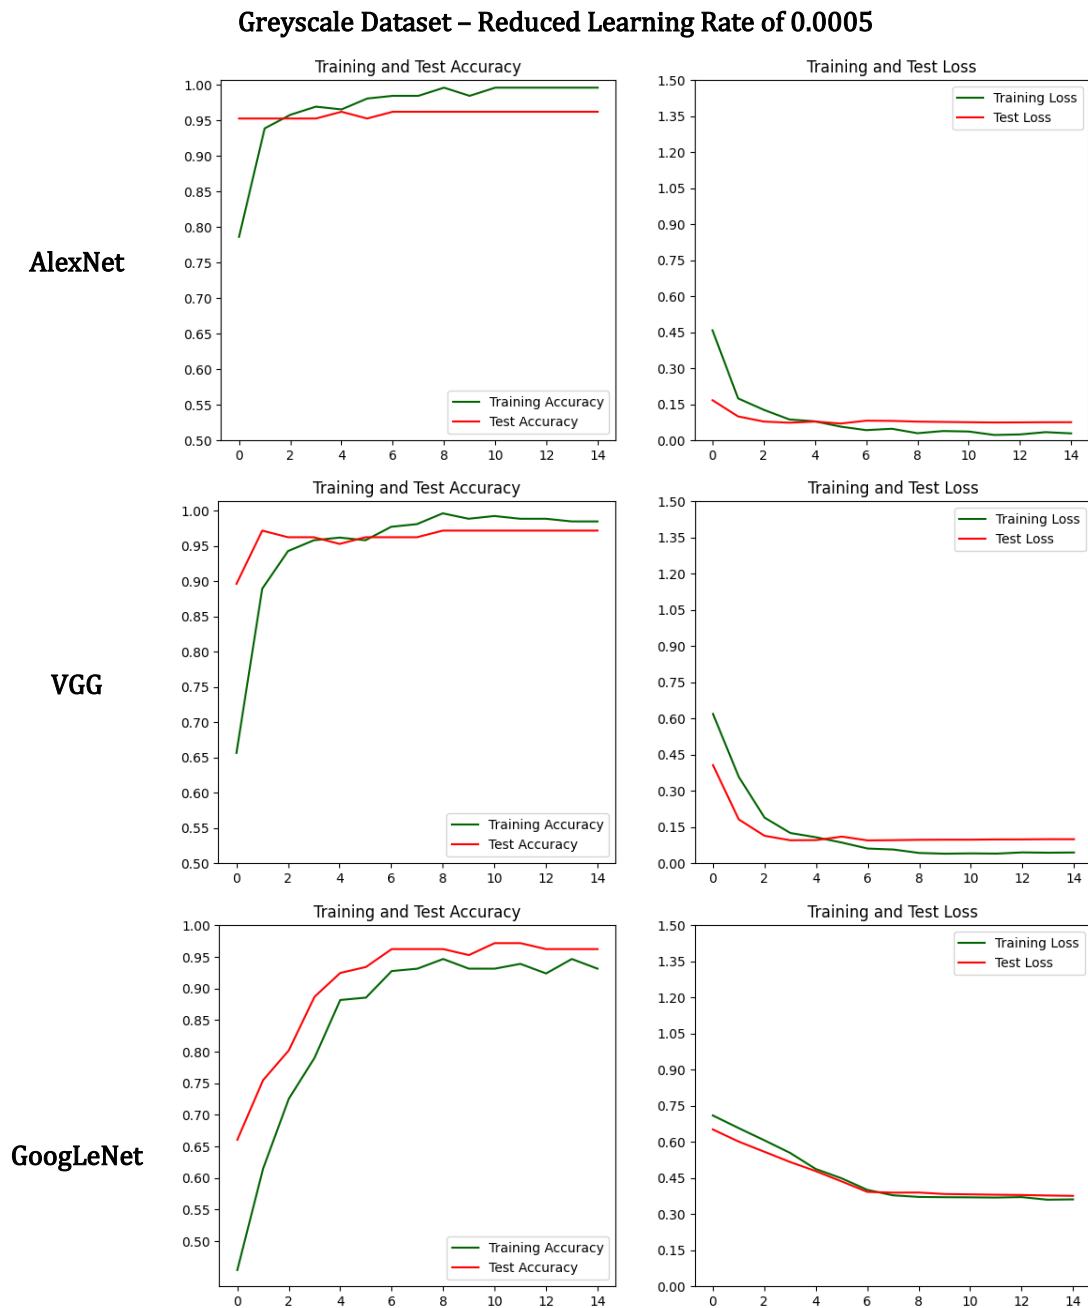 Greyscale Dataset – Reduced Learning Rate of 0.0005
AlexNet
Training and Test Accuracy
1.00
0.95
0.90
0.85
0.80
0.75
0.70
0.65
0.60
0.55
0.50
0 2 4 6 8 10 12 14
Training Accuracy
Test Accuracy
Training and Test Loss
1.50
1.35
1.20
1.05
0.90
0.75
0.60
0.45
0.30
0.15
0.00
0 2 4 6 8 10 12 14
Training Loss
Test Loss
VGG
Training and Test Accuracy
1.00
0.95
0.90
0.85
0.80
0.75
0.70
0.65
0.60
0.55
0.50
0 2 4 6 8 10 12 14
Training Accuracy
Test Accuracy
Training and Test Loss
1.50
1.35
1.20
1.05
0.90
0.75
0.60
0.45
0.30
0.15
0.00
0 2 4 6 8 10 12 14
Training Loss
Test Loss
GoogLeNet
Training and Test Accuracy
1.00
0.95
0.90
0.85
0.80
0.75
0.70
0.65
0.60
0.55
0.50
0 2 4 6 8 10 12 14
Training Accuracy
Test Accuracy
Training and Test Loss
1.50
1.35
1.20
1.05
0.90
0.75
0.60
0.45
0.30
0.15
0.00
0 2 4 6 8 10 12 14
Training Loss
Test Loss